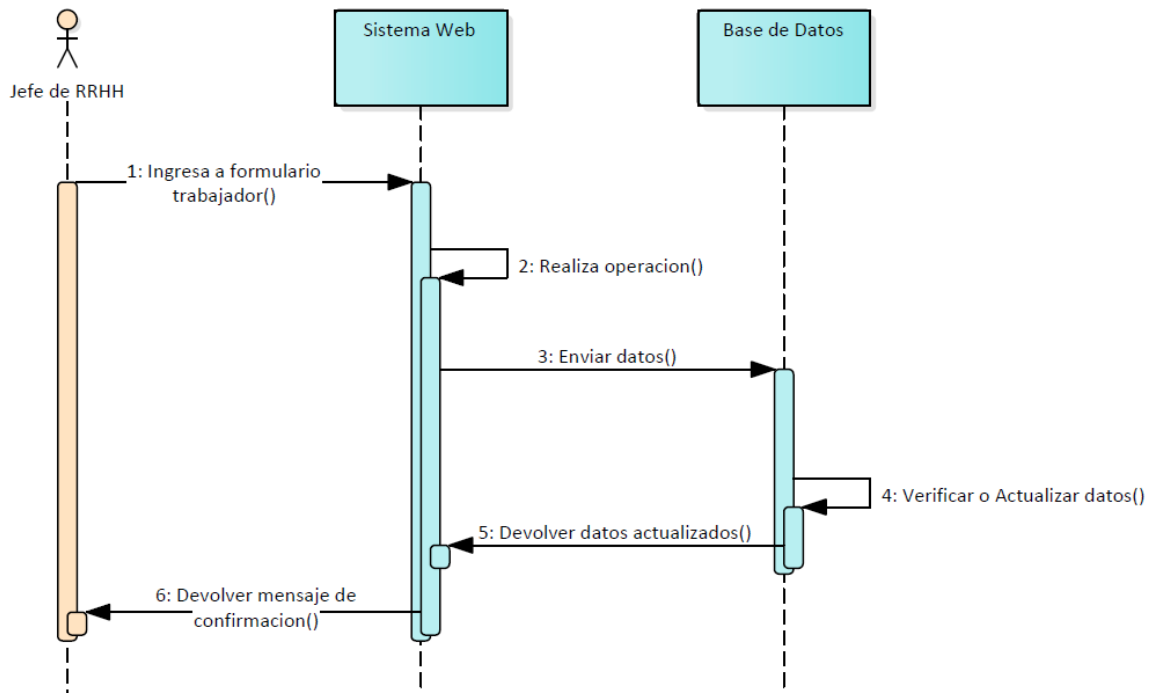 Sistema Web
Base de Datos
Jefe de RRHH
1: Ingresa a formulario
trabajador()
2: Realiza operacion()
3: Enviar datos()
4: Verificar o Actualizar datos()
5: Devolver datos actualizados()
6: Devolver mensaje de
confirmacion()